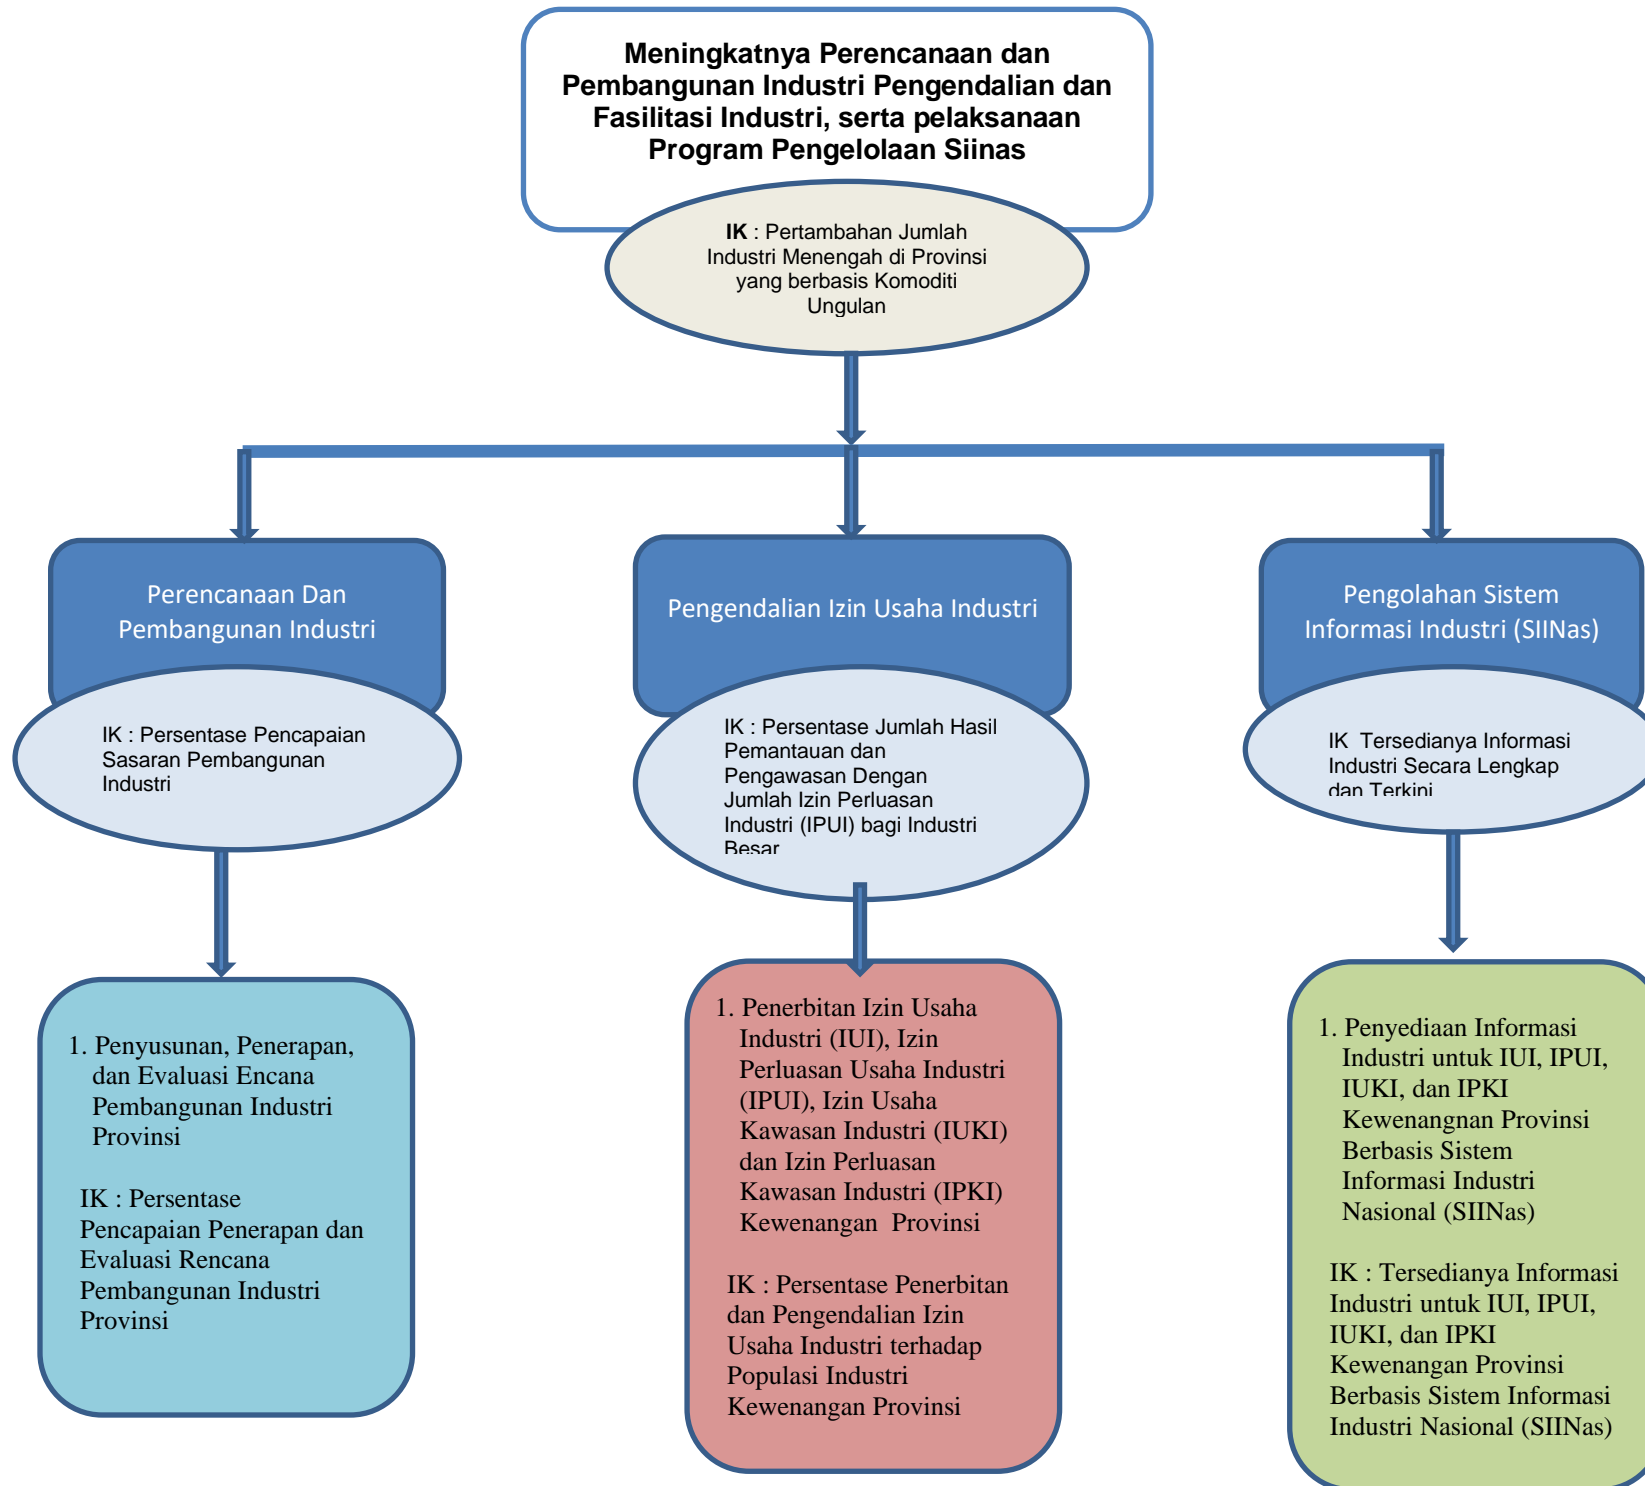 Meningkatnya Perencanaan dan
Pembangunan Industri Pengendalian dan
Fasilitasi Industri, serta pelaksanaan
Program Pengelolaan Siinas
IK : Pertambahan Jumlah
Industri Menengah di Provinsi
yang berbasis Komoditi
Ungulan
Perencanaan Dan
Pembangunan Industri
IK : Persentase Pencapaian
Sasaran Pembangunan
Industri
Pengendalian Izin Usaha Industri
IK : Persentase Jumlah Hasil
Pemantauan dan
Pengawasan Dengan
Jumlah Izin Perluasan
Industri (IPUI) bagi Industri
Besar
Pengolahan Sistem
Informasi Industri (SIINas)
IK  Tersedianya Informasi
Industri Secara Lengkap
dan Terkini
1. Penyusunan, Penerapan,
dan Evaluasi Encana
Pembangunan Industri
Provinsi
IK : Persentase
Pencapaian Penerapan dan
Evaluasi Rencana
Pembangunan Industri
Provinsi
1. Penerbitan Izin Usaha
Industri (IUI), Izin
Perluasan Usaha Industri
(IPUI), Izin Usaha
Kawasan Industri (IUKI)
dan Izin Perluasan
Kawasan Industri (IPKI)
Kewenangan  Provinsi
IK : Persentase Penerbitan
dan Pengendalian Izin
Usaha Industri terhadap
Populasi Industri
Kewenangan Provinsi
1. Penyediaan Informasi
Industri untuk IUI, IPUI,
IUKI, dan IPKI
Kewenangnan Provinsi
Berbasis Sistem
Informasi Industri
Nasional (SIINas)
IK : Tersedianya Informasi
Industri untuk IUI, IPUI,
IUKI, dan IPKI
Kewenangan Provinsi
Berbasis Sistem Informasi
Industri Nasional (SIINas)